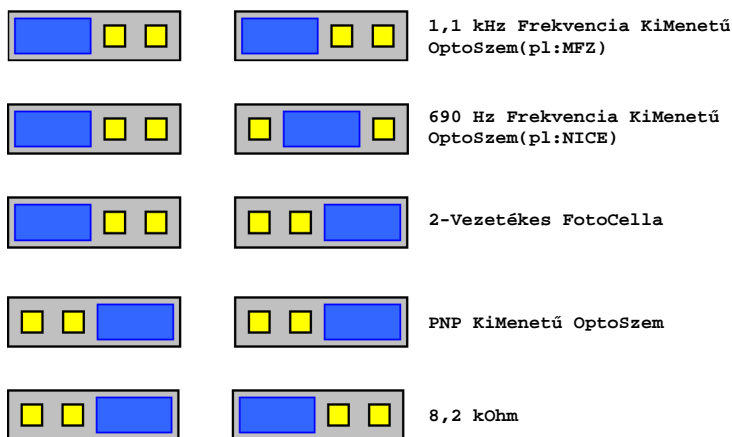 1,1 kHz Frekvencia KiMenetű
OptoSzem(pl:MFZ)
690 Hz Frekvencia KiMenetű
OptoSzem(pl:NICE)
2-Vezetékes FotoCella
PNP KiMenetű OptoSzem
8,2 kOhm